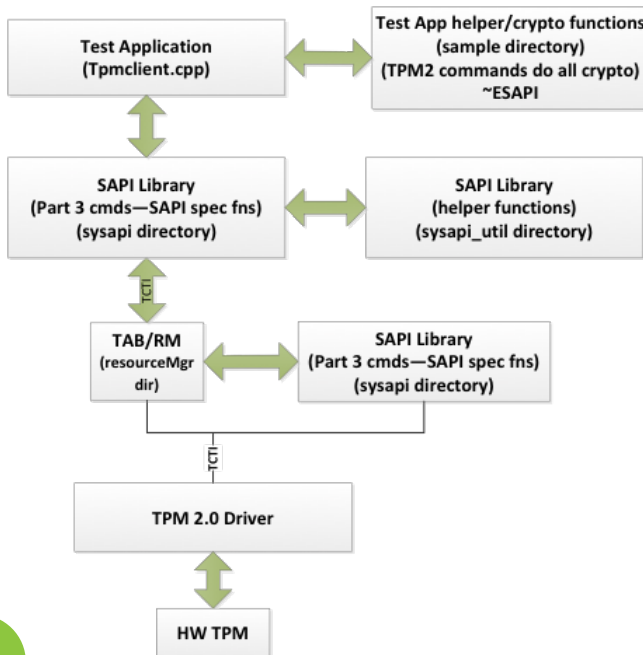 Test Application
(Tpmclient.cpp)
Test App helper/crypto functions
(sample directory)
(TPM2 commands do all crypto)
~ESAPI
SAPI Library
(Part 3 cmds—SAPI spec fns)
(sysapi directory)
SAPI Library
(helper functions)
(sysapi_util directory)
TCTI
TAB/RM
(resourceMgr
dir)
SAPI Library
(Part 3 cmds—SAPI spec fns)
(sysapi directory)
TCTI
TPM 2.0 Driver
HW TPM